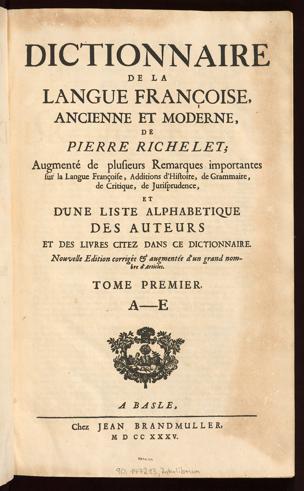 DICTIONNAIRE
DE LA
LANGUE FRANÇOISE,
ANCIENNE ET MODERNE,
DE
PIERRE RICHELET;
Augmenté de plusieurs Remarques importantes
sur la Langue Françoise, Additions d'Histoire, de Grammaire,
de Critique, de Jurisprudence,
ET
D'UNE LISTE ALPHABETIQUE
DES AUTEURS
ET DES LIVRES CITEZ DANS CE DICTIONNAIRE.
Nouvelle Edition corrigée & augmentée d'un grand nom-
bre d'Articles.
TOME PREMIER.
A—E
A BASLE,
Chez JEAN BRANDMULLER,
M D CC XXXV.